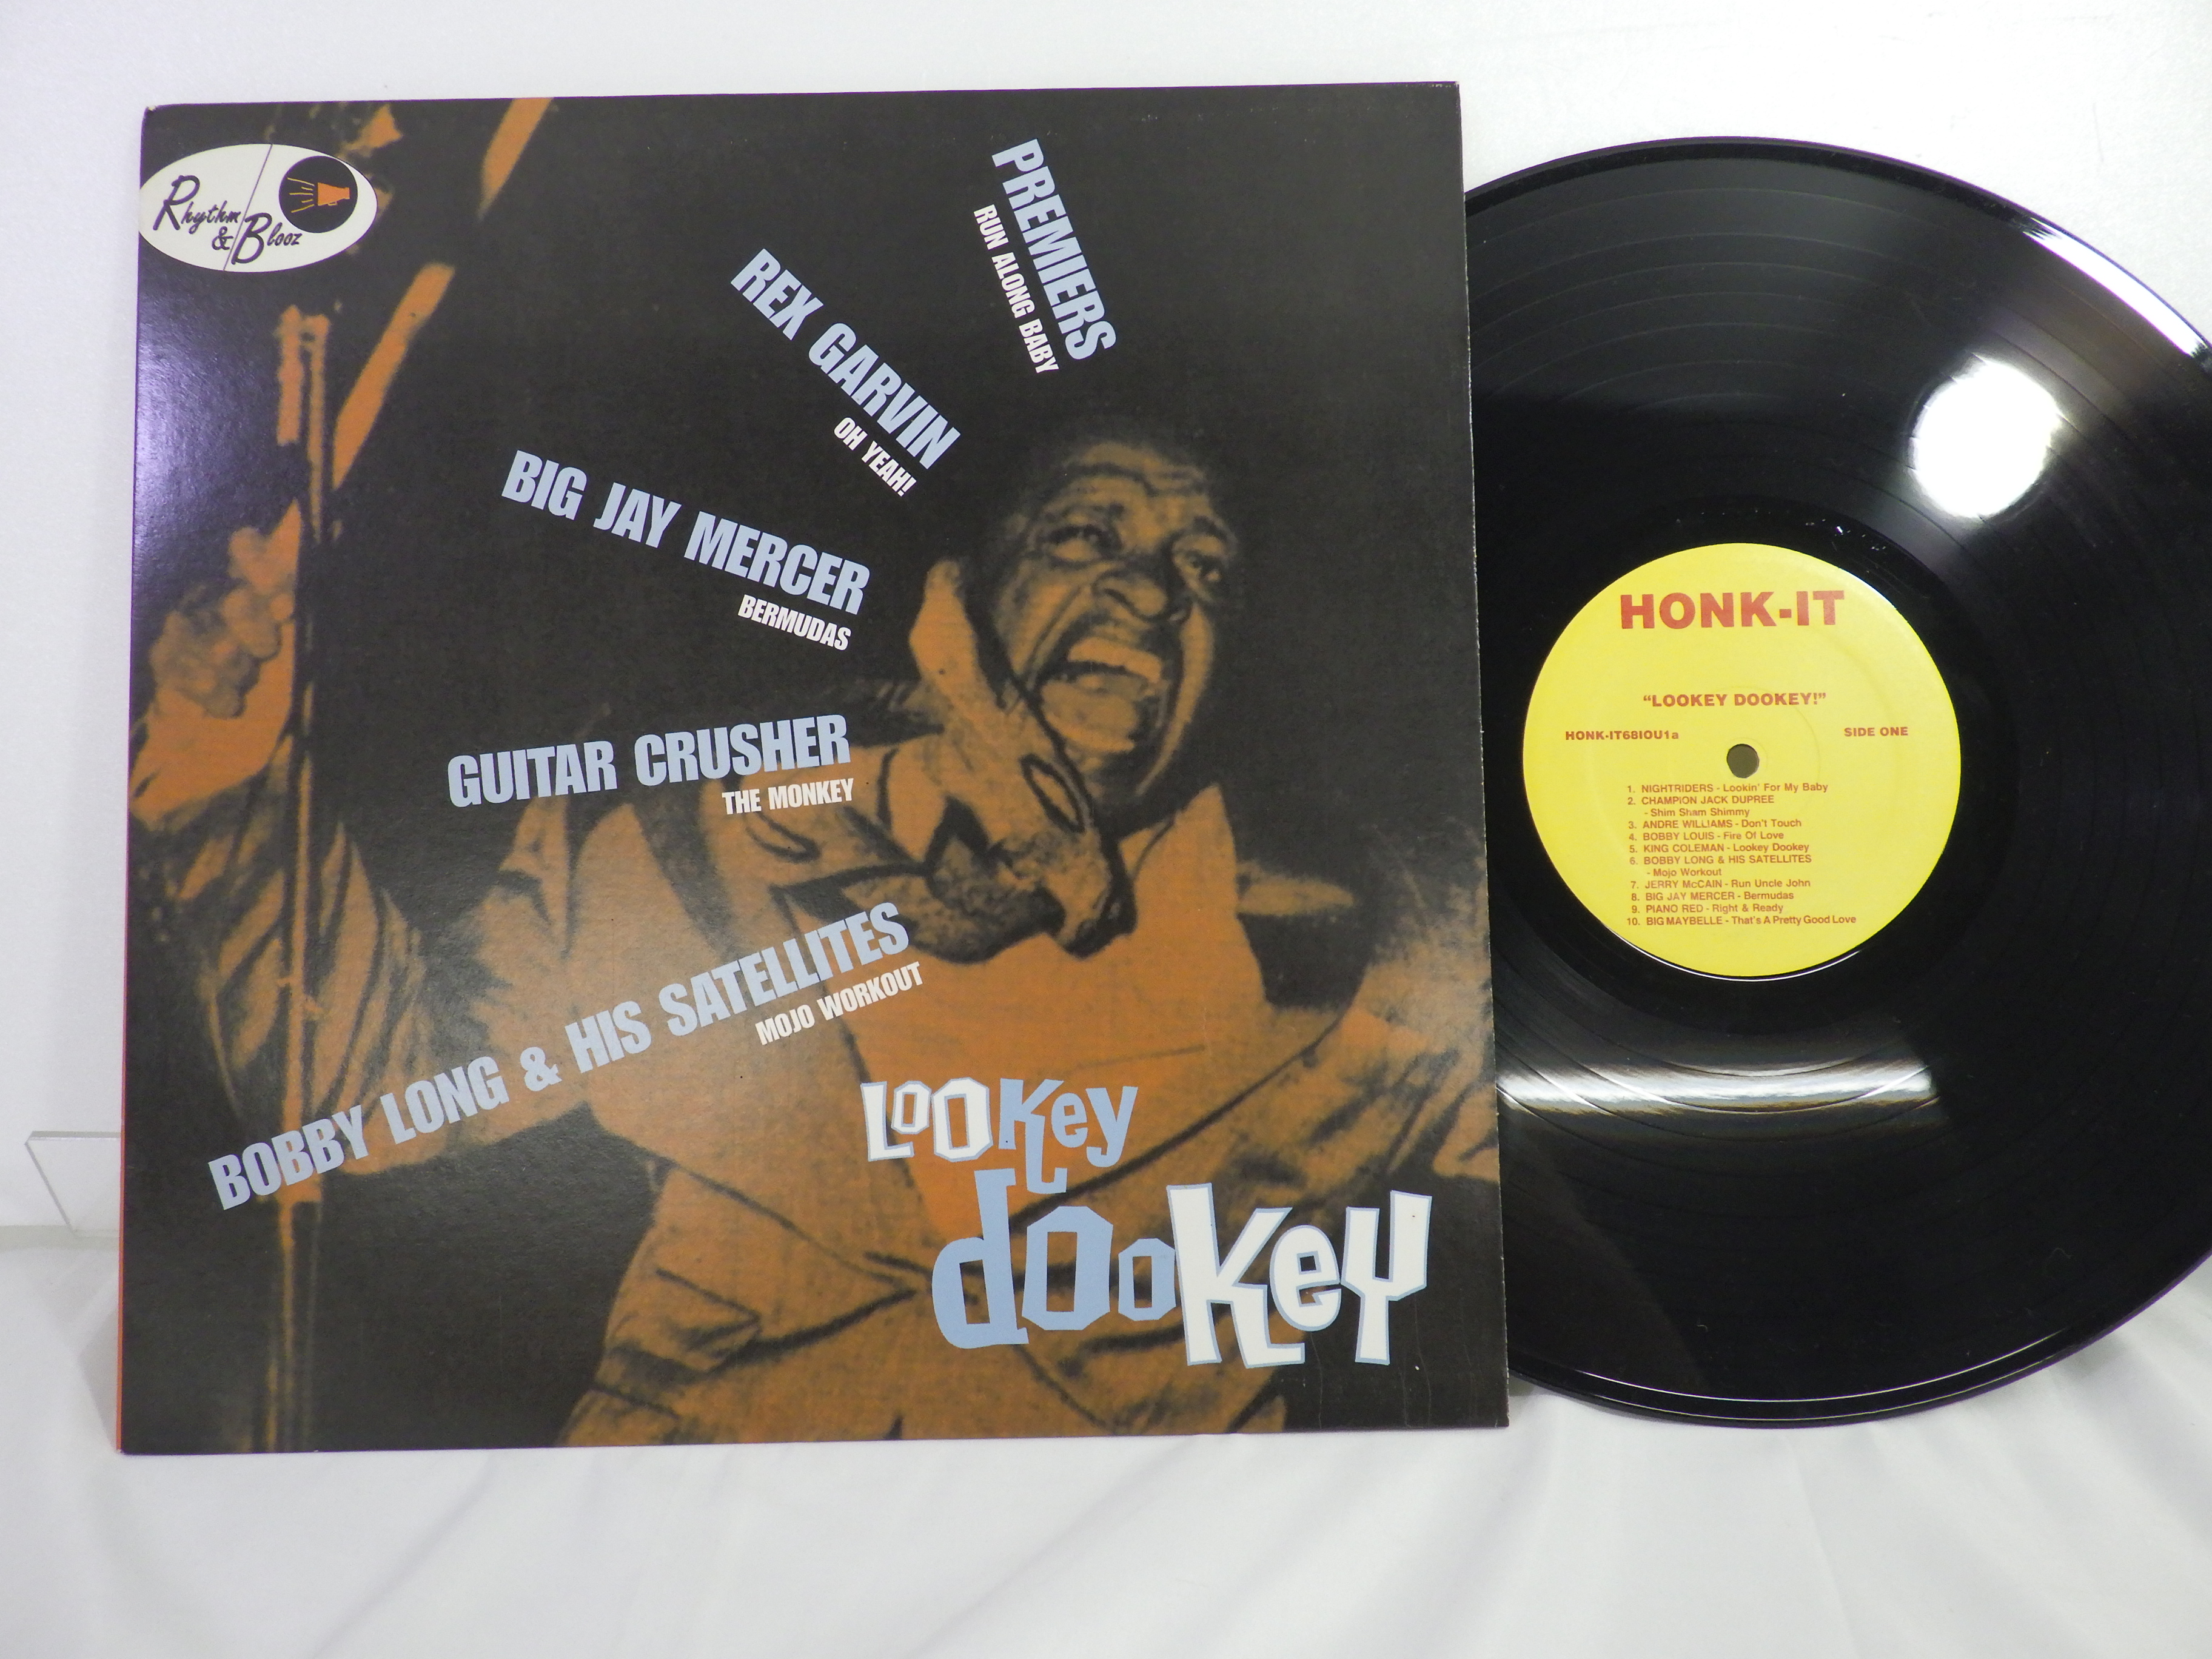 Rhythm
& Blooz
PREMIERS
RUN ALONG BABY
REX GARVIN
OH YEAH!
BIG JAY MERCER
BERMUDAS
GUITAR CRUSHER
THE MONKEY
BOBBY LONG & HIS SATELLITES
MOJO WORKOUT
LOOKey
dOoKeY
HONK-IT
“LOOKEY DOOKEY!”
HONK-IT68IOU1a
SIDE ONE
1. NIGHTRIDERS - Lookin' For My Baby
2. CHAMPION JACK DUPREE
- Shim Sham Shimmy
3. ANDRE WILLIAMS - Don't Touch
4. BOBBY LOUIS - Fire Of Love
5. KING COLEMAN - Lookey Dookey
6. BOBBY LONG & HIS SATELLITES
- Mojo Workout
7. JERRY McCAIN - Run Uncle John
8. BIG JAY MERCER - Bermudas
9. PIANO RED - Right & Ready
10. BIG MAYBELLE - That's A Pretty Good Love